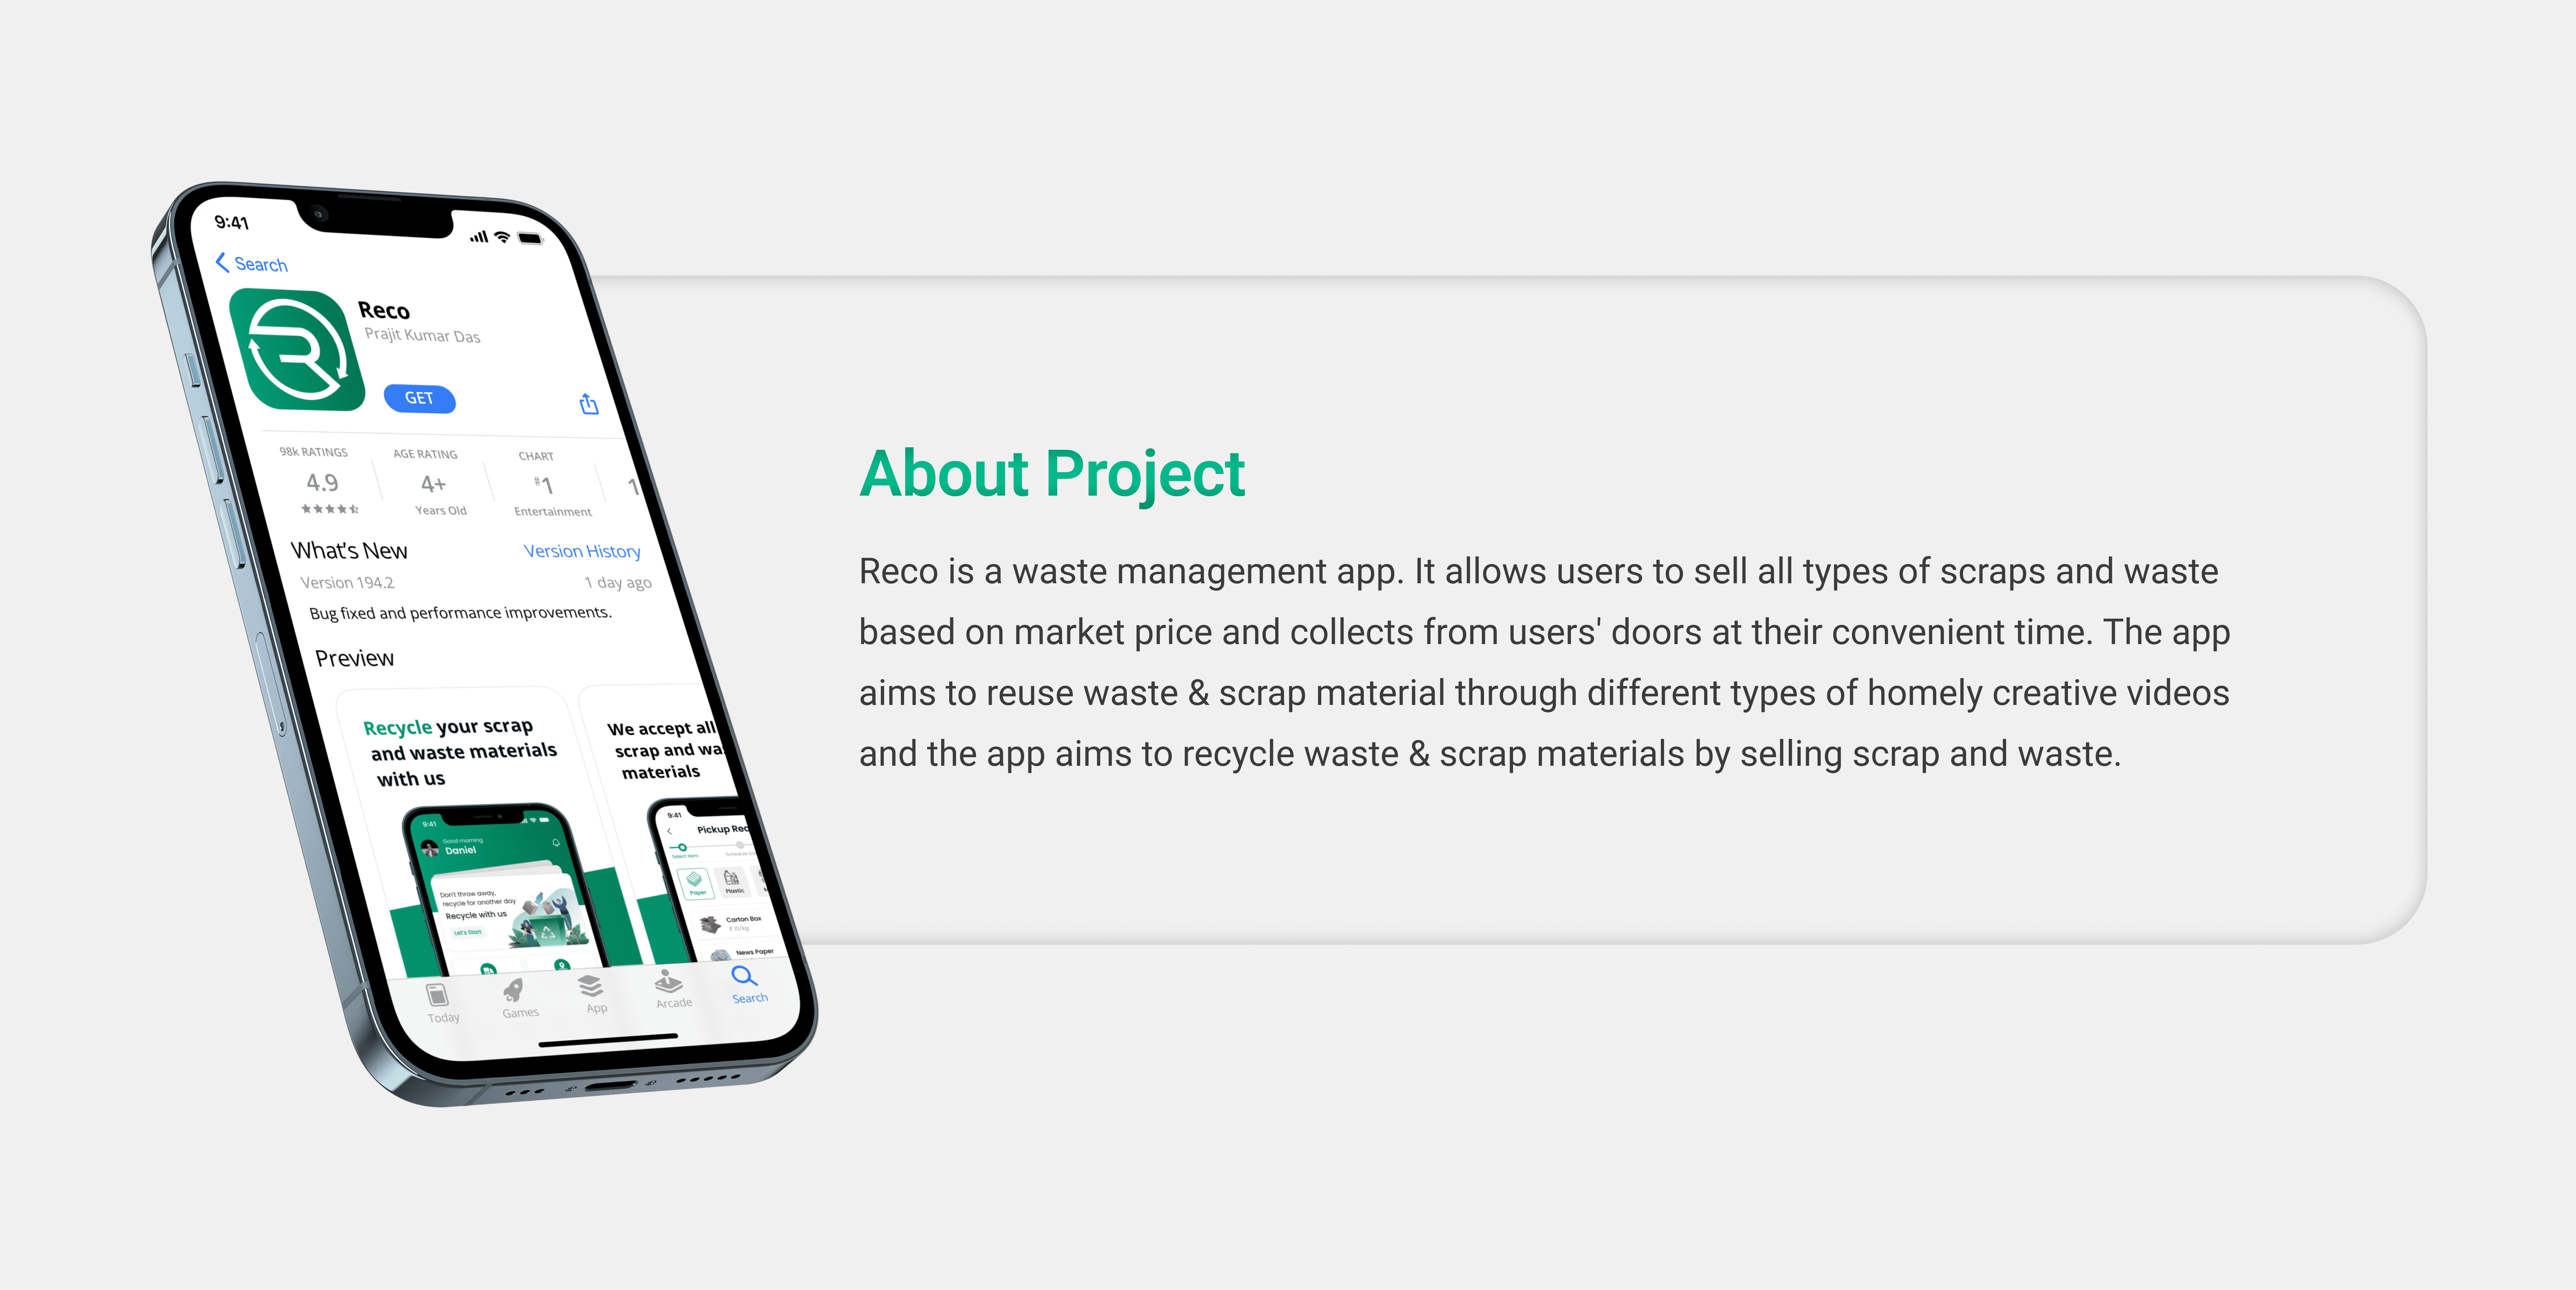 9:41
Search
Reco
Prajit Kumar Das
GET
98k RATINGS
AGE RATING
CHART
4.9
4+
#1
1
Years Old
Entertainment
What's New
Version History
Version 194.2
1 day ago
Bug fixed and performance improvements.
Preview
Recycle your scrap
and waste materials
with us
9:41
Good morning
Daniel
Don't throw away,
recycle for another day
Recycle with us
Let's Start
We accept all
scrap and wa
materials
9:41
Pickup Rec
Select Item
Schedule
Paper
Plastic
Carton Box
₹ 10/kg
News Paper
Today
Games
App
Arcade
Search
About Project
Reco is a waste management app. It allows users to sell all types of scraps and waste
based on market price and collects from users' doors at their convenient time. The app
aims to reuse waste & scrap material through different types of homely creative videos
and the app aims to recycle waste & scrap materials by selling scrap and waste.